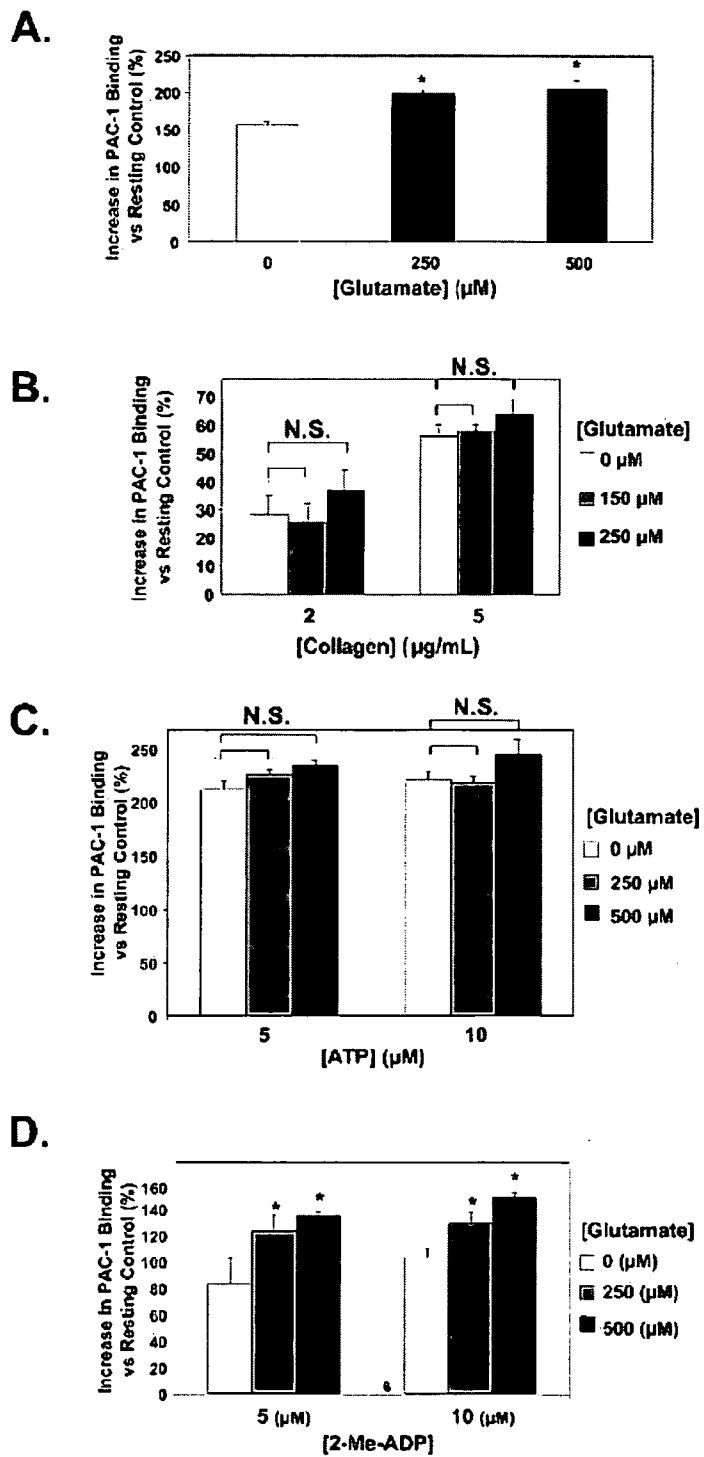 A.
Increase in PAC-1 Binding
vs Resting Control (%)
250
200
150
100
50
0
*
*
0
250
500
[Glutamate] (µM)
B.
Increase in PAC-1 Binding
vs Resting Control (%)
70
60
50
40
30
20
10
0
N.S.
N.S.
2
5
[Collagen] (µg/mL)
[Glutamate]
0 µM
150 µM
250 µM
C.
Increase in PAC-1 Binding
vs Resting Control (%)
250
200
150
100
50
0
N.S.
N.S.
5
10
[ATP] (µM)
[Glutamate]
0 µM
250 µM
500 µM
D.
Increase in PAC-1 Binding
vs Resting Control (%)
160
140
120
100
80
60
40
20
0
*
*
*
*
5 (µM)
10 (µM)
[2-Me-ADP]
[Glutamate]
0 (µM)
250 (µM)
500 (µM)